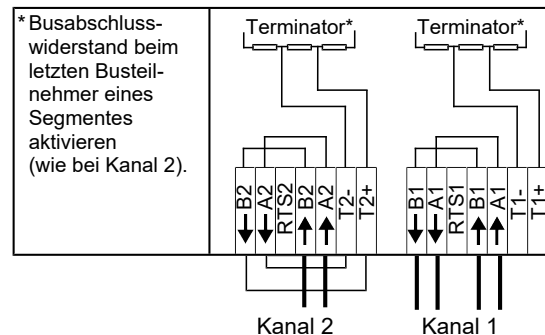 * Busabschluss-
widerstand beim
letzten Busteil-
nehmer eines
Segmentes
aktivieren
(wie bei Kanal 2).
Terminator* Terminator*
B2 A2 RTS2 B2 A2 T2- T2+ B1 A1 RTS1 B1 A1 T1- T1+
Kanal 2 Kanal 1